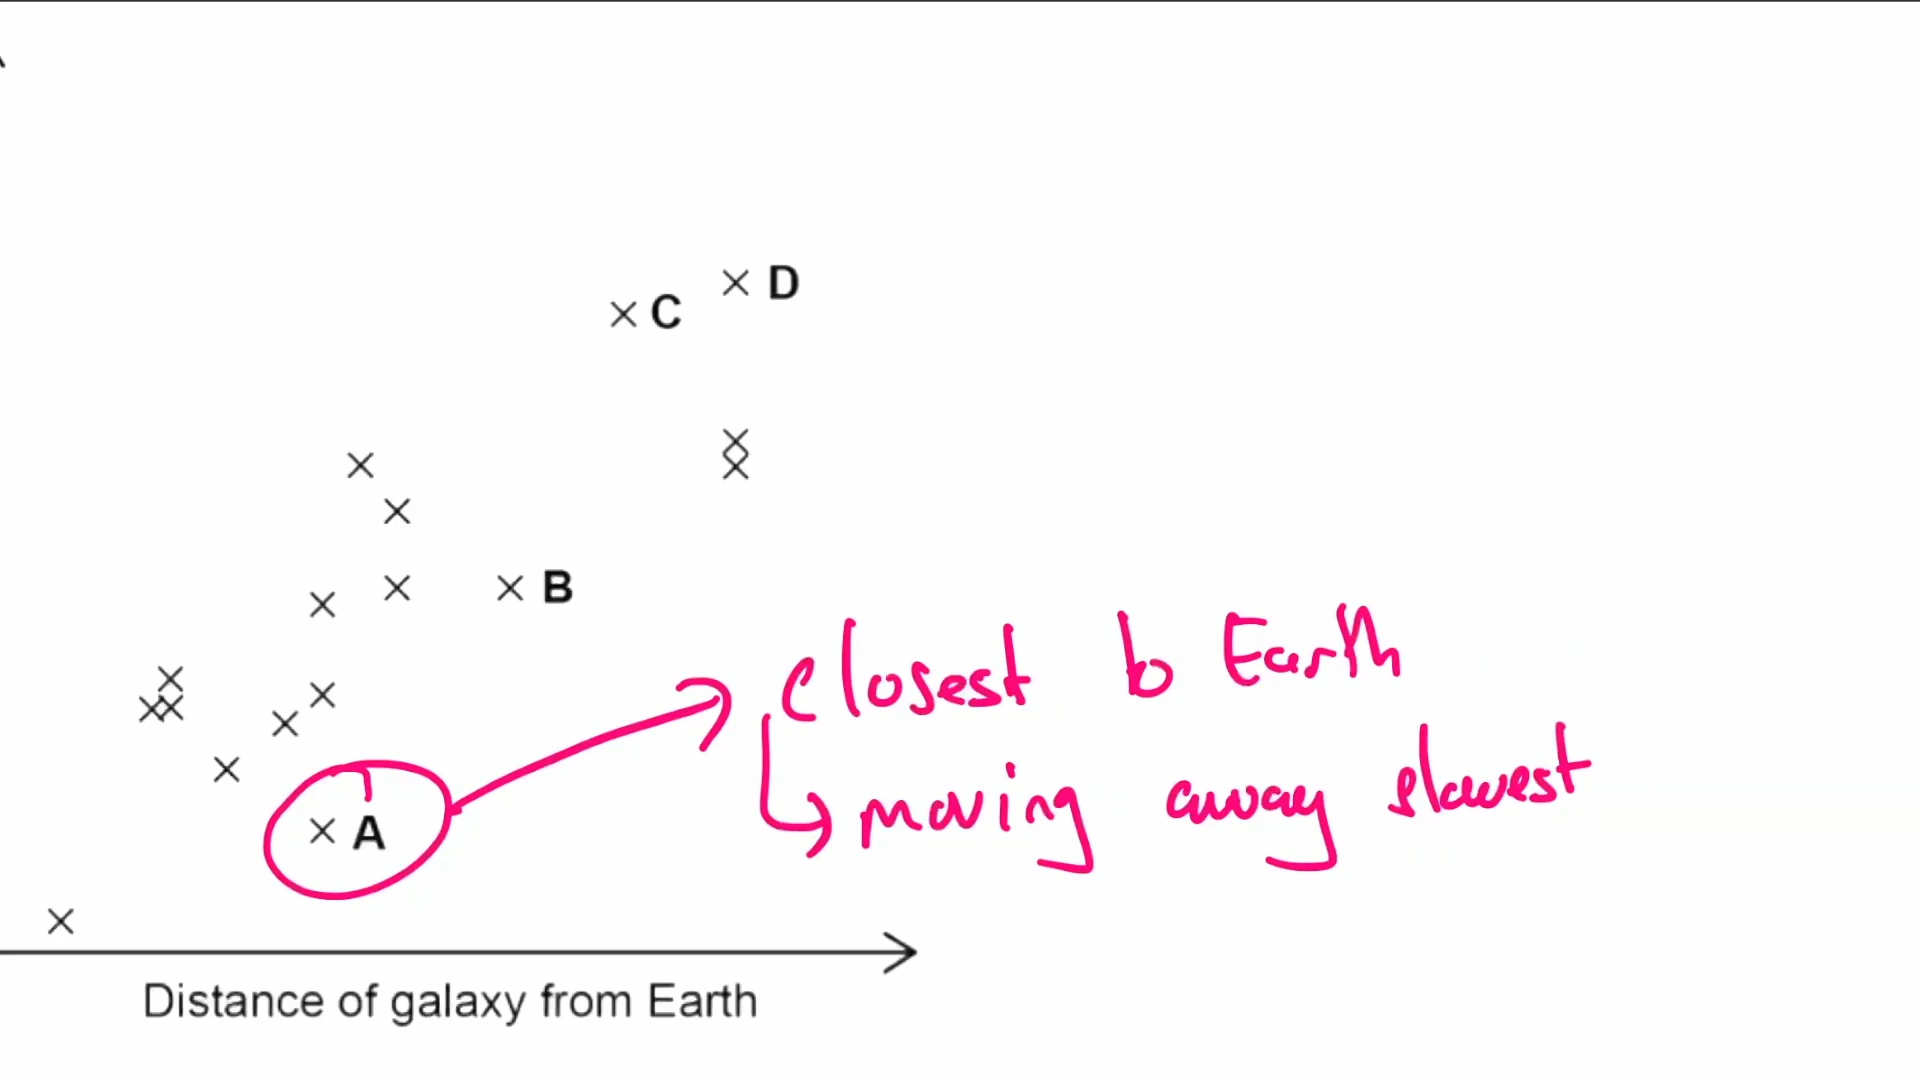 D
C
B
closest to Earth
moving away slowest
A
Distance of galaxy from Earth